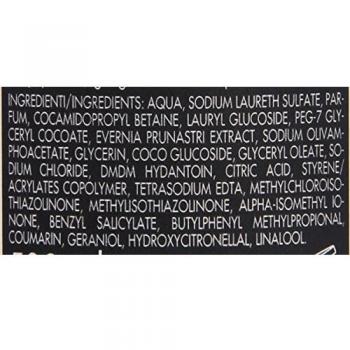 INGREDIENTI/INGREDIENTS: AQUA, SODIUM LAURETH SULFATE, PAR-
FUM, COCAMIDOPROPYL BETAINE, LAURYL GLUCOSIDE, PEG-7 GLY-
CERYL COCOATE, EVERNIA PRUNASTRI EXTRACT, SODIUM OLIVAM-
PHOACETATE, GLYCERIN, COCO GLUCOSIDE, GLYCERYL OLEATE, SO-
DIUM CHLORIDE, DMDM HYDANTOIN, CITRIC ACID, STYRENE/
ACRYLATES COPOLYMER, TETRASODIUM EDTA, METHYLCHLOROISO-
THIAZOLINONE, METHYLISOTHIAZOLINONE, ALPHA-ISOMETHYL IO-
NONE, BENZYL SALICYLATE, BUTYLPHENYL METHYLPROPIONAL,
COUMARIN, GERANIOL, HYDROXYCITRONELLAL, LINALOOL.